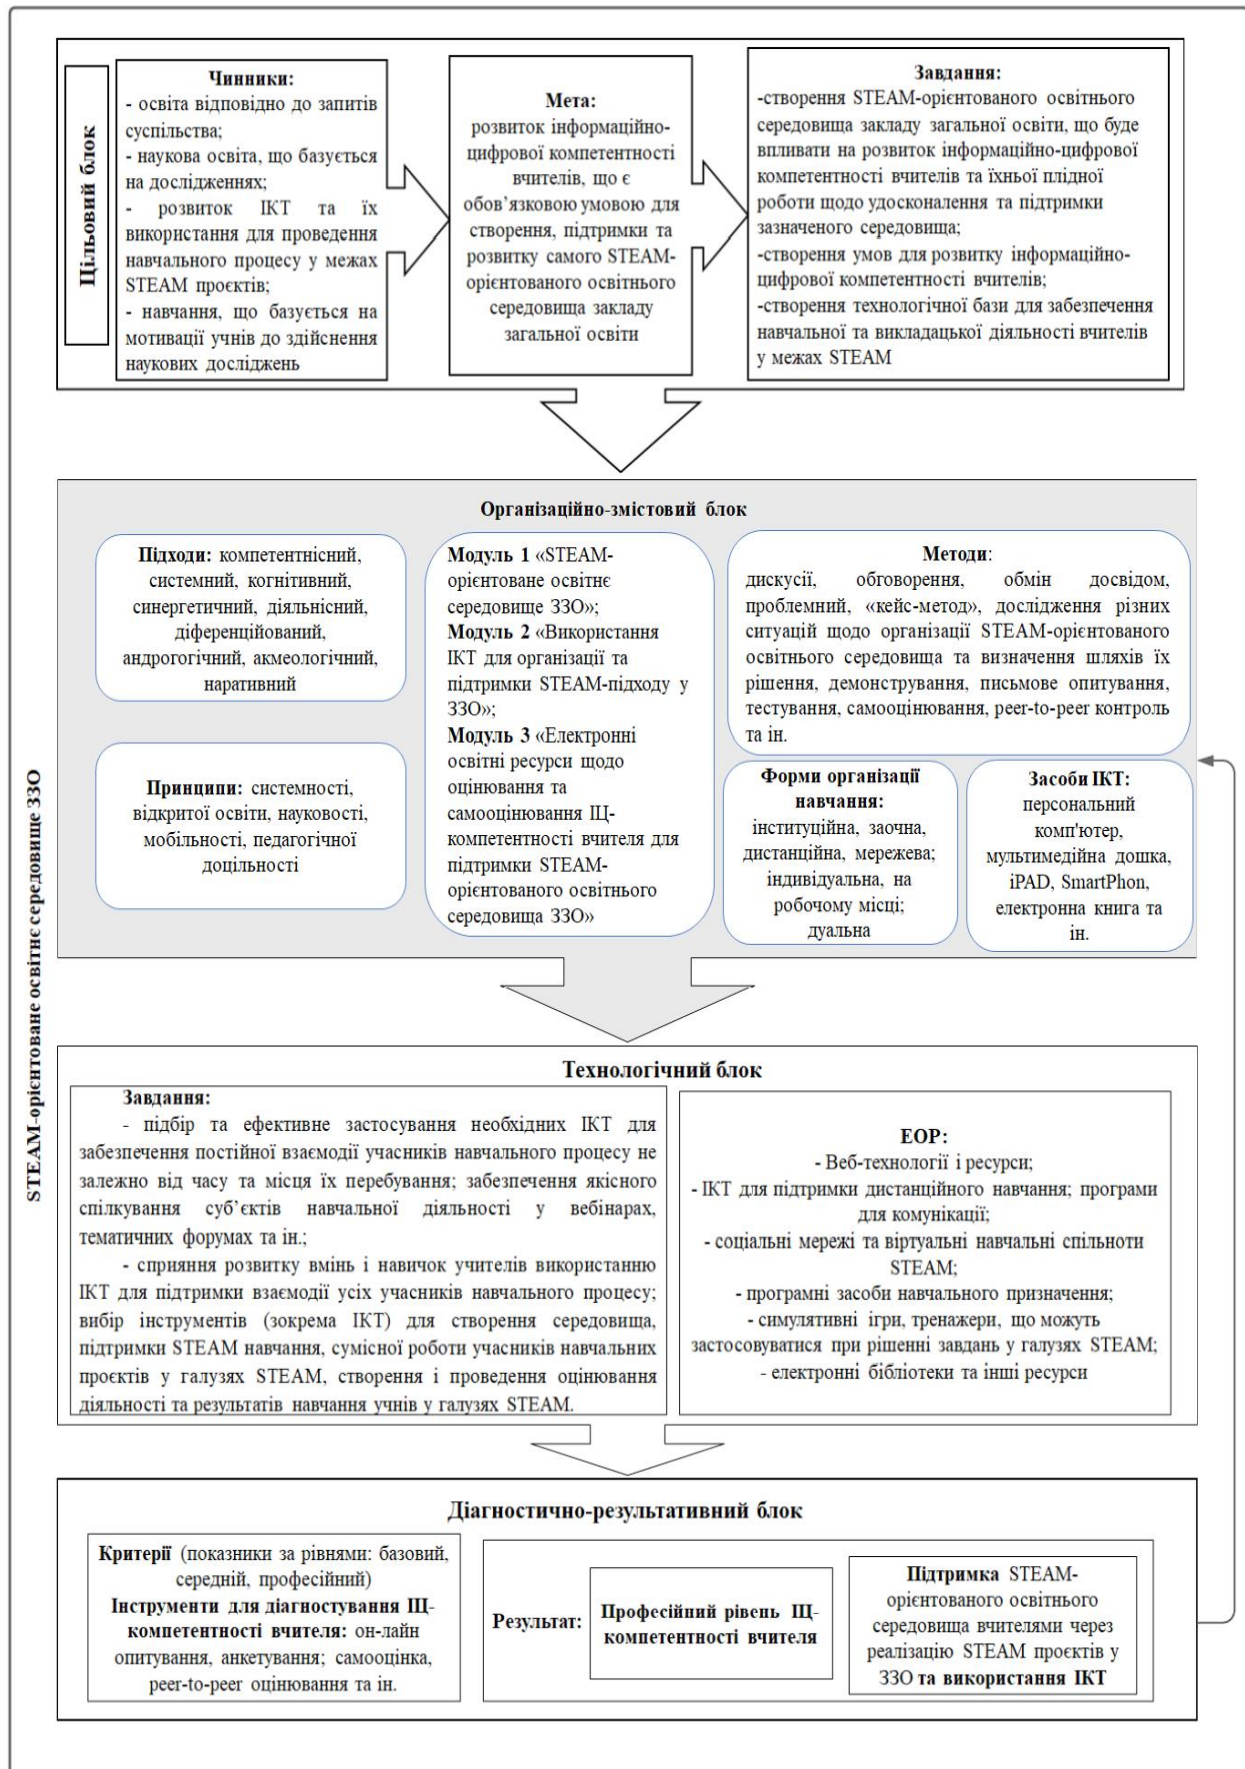 STEAM-орієнтоване освітнє середовище ЗЗО
Цільовий блок
Чинники:
- освіта відповідно до запитів
суспільства;
- наукова освіта, що базується
на дослідженнях;
- розвиток ІКТ та їх
використання для проведення
навчального процесу у межах
STEAM проєктів;
- навчання, що базується на
мотивації учнів до здійснення
наукових досліджень
Мета:
розвиток інформаційно-
цифрової компетентності
вчителів, що є
обов’язковою умовою для
створення, підтримки та
розвитку самого STEAM-
орієнтованого освітнього
середовища закладу
загальної освіти
Завдання:
-створення STEAM-орієнтованого освітнього
середовища закладу загальної освіти, що буде
впливати на розвиток інформаційно-цифрової
компетентності вчителів та їхньої плідної
роботи щодо удосконалення та підтримки
зазначеного середовища;
-створення умов для розвитку інформаційно-
цифрової компетентності вчителів;
-створення технологічної бази для забезпечення
навчальної та викладацької діяльності вчителів
у межах STEAM
Організаційно-змістовий блок
Підходи: компетентнісний,
системний, когнітивний,
синергетичний, діяльнісний,
діференційований,
андрогогічний, акмеологічний,
наративний
Принципи: системності,
відкритої освіти, науковості,
мобільності, педагогічної
доцільності
Модуль 1 «STEAM-
орієнтоване освітнє
середовище ЗЗО»;
Модуль 2 «Використання
ІКТ для організації та
підтримки STEAM-підходу у
ЗЗО»;
Модуль 3 «Електронні
освітні ресурси щодо
оцінювання та
самооцінювання ІЦ-
компетентності вчителя для
підтримки STEAM-
орієнтованого освітнього
середовища ЗЗО»
Методи:
дискусії, обговорення, обмін досвідом,
проблемний, «кейс-метод», дослідження різних
ситуацій щодо організації STEAM-орієнтованого
освітнього середовища та визначення шляхів їх
рішення, демонстрування, письмове опитування,
тестування, самооцінювання, peer-to-peer контроль
та ін.
Форми організації
навчання:
інституційна, заочна,
дистанційна, мережева;
індивідуальна, на
робочому місці;
дуальна
Засоби ІКТ:
персональний
комп'ютер,
мультимедійна дошка,
iPAD, SmartPhon,
електронна книга та
ін.
Технологічний блок
Завдання:
- підбір та ефективне застосування необхідних ІКТ для
забезпечення постійної взаємодії учасників навчального процесу не
залежно від часу та місця їх перебування; забезпечення якісного
спілкування суб’єктів навчальної діяльності у вебінарах,
тематичних форумах та ін.;
- сприяння розвитку вмінь і навичок учителів використанню
ІКТ для підтримки взаємодії усіх учасників навчального процесу;
вибір інструментів (зокрема ІКТ) для створення середовища,
підтримки STEAM навчання, сумісної роботи учасників навчальних
проєктів у галузях STEAM, створення і проведення оцінювання
діяльності та результатів навчання учнів у галузях STEAM.
ЕОР:
- Веб-технології і ресурси;
- ІКТ для підтримки дистанційного навчання; програми
для комунікації;
- соціальні мережі та віртуальні навчальні спільноти
STEAM;
- програмні засоби навчального призначення;
- симулятивні ігри, тренажери, що можуть
застосовуватися при рішенні завдань у галузях STEAM;
- електронні бібліотеки та інші ресурси
Діагностично-результативний блок
Критерії (показники за рівнями: базовий,
середній, професійний)
Інструменти для діагностування ІЦ-
компетентності вчителя: он-лайн
опитування, анкетування; самооцінка,
peer-to-peer оцінювання та ін.
Результат:
Професійний рівень ІЦ-
компетентності вчителя
Підтримка STEAM-
орієнтованого освітнього
середовища вчителями через
реалізацію STEAM проєктів у
ЗЗО та використання ІКТ